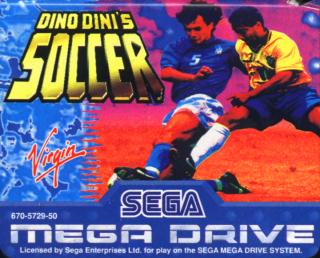 DINO DINI'S
SOCCER
5
Virgin
SEGA
670-5729-50
MEGA DRIVE
Licensed by Sega Enterprises Ltd. for play on the SEGA MEGA DRIVE SYSTEM.